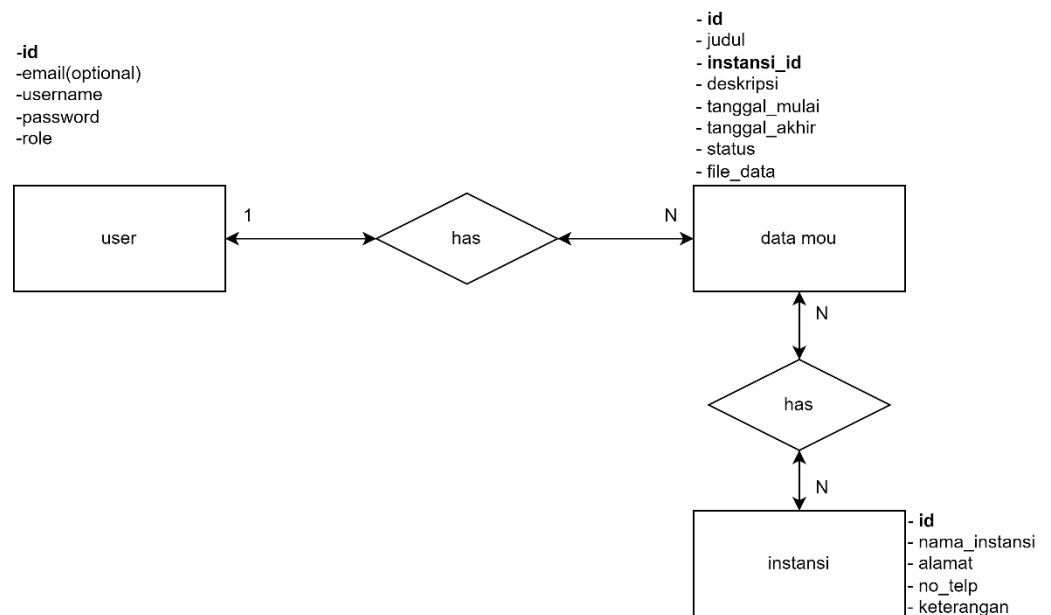 -id
-email(optional)
-username
-password
-role
- id
- judul
- instansi_id
- deskripsi
- tanggal_mulai
- tanggal_akhir
- status
- file_data
user
1
has
N
data mou
N
has
N
instansi
- id
- nama_instansi
- alamat
- no_telp
- keterangan